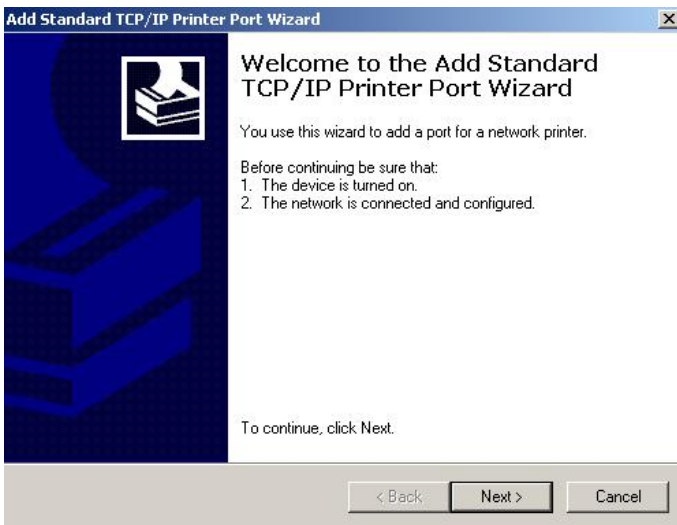 Add Standard TCP/IP Printer Port Wizard
Welcome to the Add Standard
TCP/IP Printer Port Wizard
You use this wizard to add a port for a network printer.
Before continuing be sure that:
1. The device is turned on.
2. The network is connected and configured.
To continue, click Next.
< Back Next > Cancel